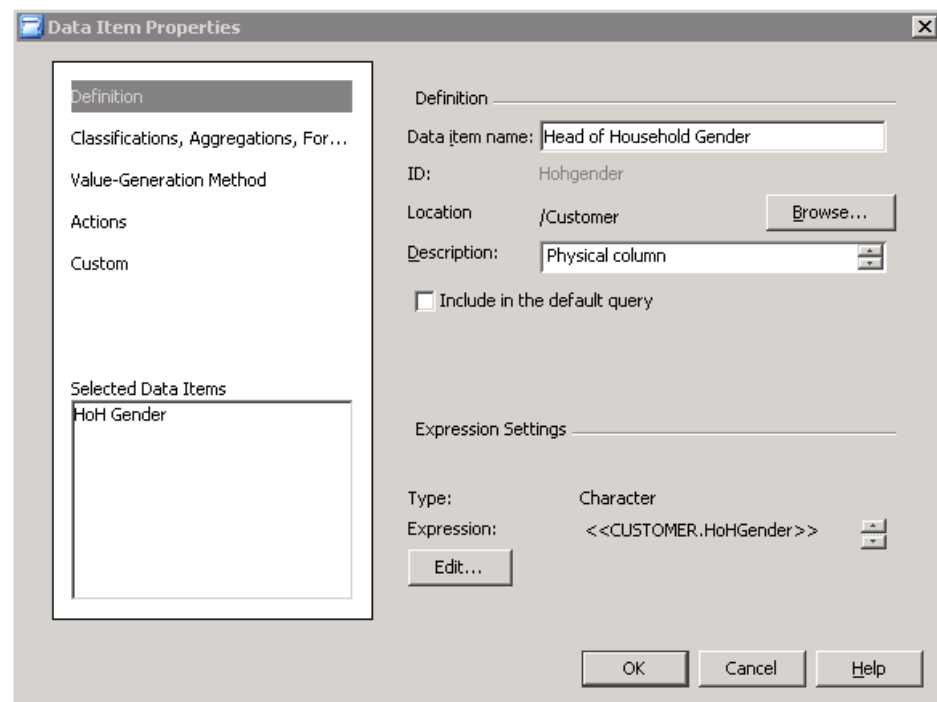 Data Item Properties
Definition
Classifications, Aggregations, For...
Value-Generation Method
Actions
Custom
Selected Data Items
HoH Gender
Definition
Data item name: Head of Household Gender
ID: Hohgender
Location /Customer Browse...
Description: Physical column
Include in the default query
Expression Settings
Type: Character
Expression: <<CUSTOMER.HoHGender>>
Edit...
OK Cancel Help